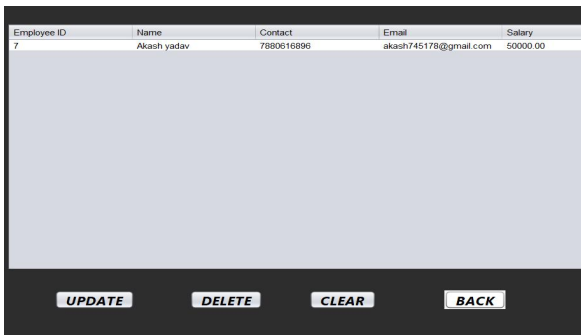 Employee ID Name Contact Email Salary
7 Akash yadav 7880616896 akash745178@gmail.com 50000.00
UPDATE DELETE CLEAR BACK